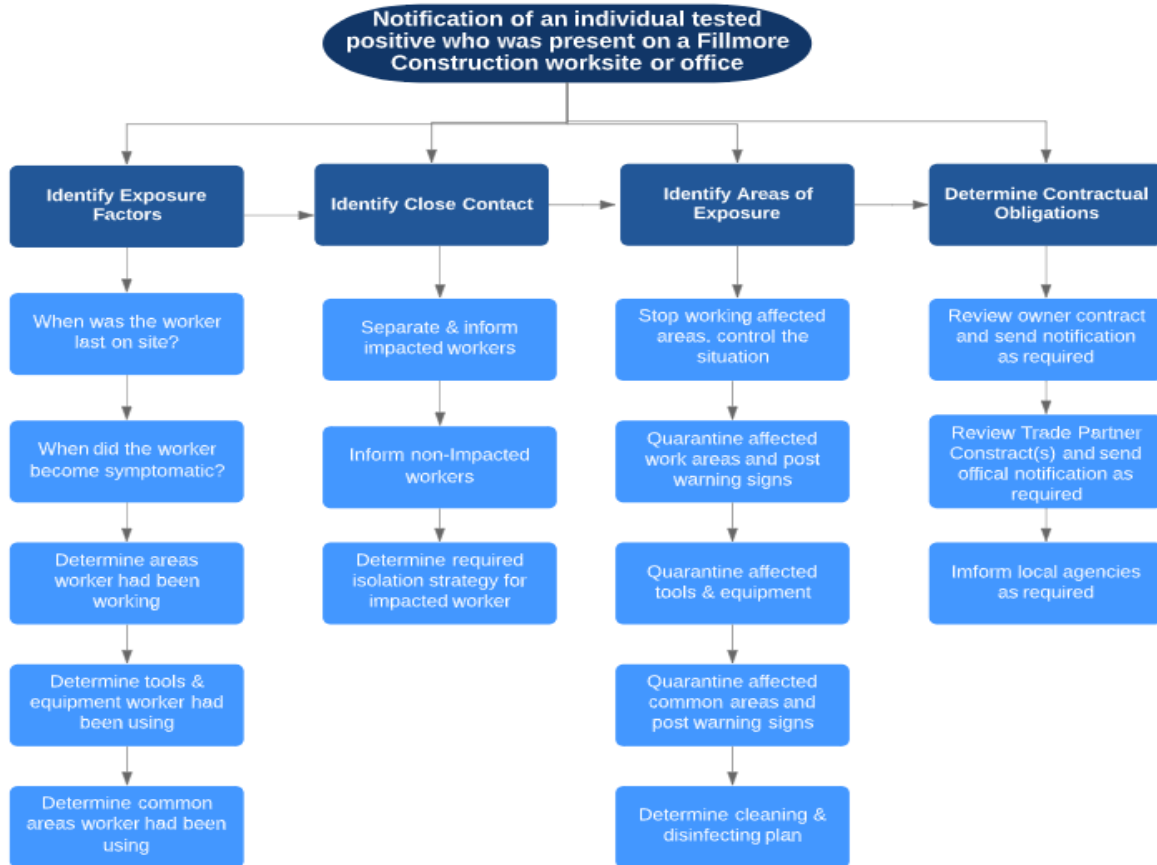 Notification of an individual tested
positive who was present on a Fillmore
Construction worksite or office
Identify Exposure
Factors
When was the worker
last on site?
When did the worker
become symptomatic?
Determine areas
worker had been
working
Determine tools &
equipment worker had
been using
Determine common
areas worker had been
using
Identify Close Contact
Separate & inform
impacted workers
Inform non-Impacted
workers
Determine required
isolation strategy for
impacted worker
Identify Areas of
Exposure
Stop working affected
areas, control the
situation
Quarantine affected
work areas and post
warning signs
Quarantine affected
tools & equipment
Quarantine affected
common areas and
post warning signs
Determine cleaning &
disinfecting plan
Determine Contractual
Obligations
Review owner contract
and send notification
as required
Review Trade Partner
Constract(s) and send
offical notification as
required
Imform local agencies
as required